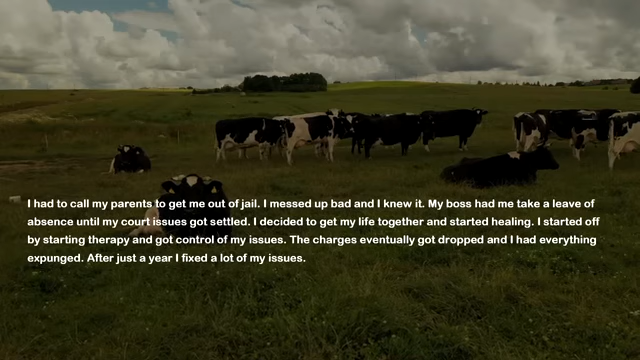 I had to call my parents to get me out of jail. I messed up bad and I knew it. My boss had me take a leave of
absence until my court issues got settled. I decided to get my life together and started healing. I started off
by starting therapy and got control of my issues. The charges eventually got dropped and I had everything
expunged. After just a year I fixed a lot of my issues.